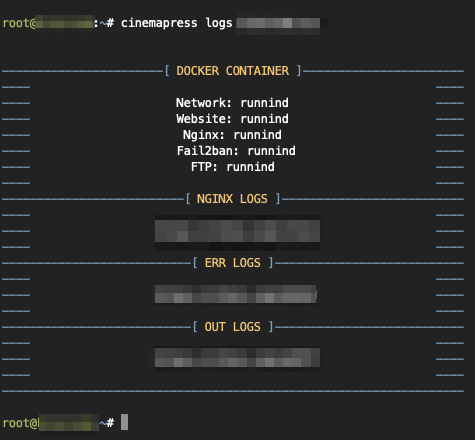 root@:~# cinemapress logs
[ DOCKER CONTAINER ]
Network: runnind
Website: runnind
Nginx: runnind
Fail2ban: runnind
FTP: runnind
[ NGINX LOGS ]
[ ERR LOGS ]
[ OUT LOGS ]
root@ ~#